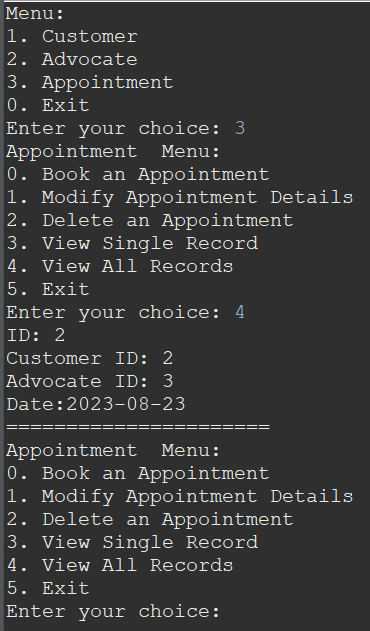 Menu:
1. Customer
2. Advocate
3. Appointment
0. Exit
Enter your choice: 3
Appointment  Menu:
0. Book an Appointment
1. Modify Appointment Details
2. Delete an Appointment
3. View Single Record
4. View All Records
5. Exit
Enter your choice: 4
ID: 2
Customer ID: 2
Advocate ID: 3
Date:2023-08-23
======================
Appointment  Menu:
0. Book an Appointment
1. Modify Appointment Details
2. Delete an Appointment
3. View Single Record
4. View All Records
5. Exit
Enter your choice: